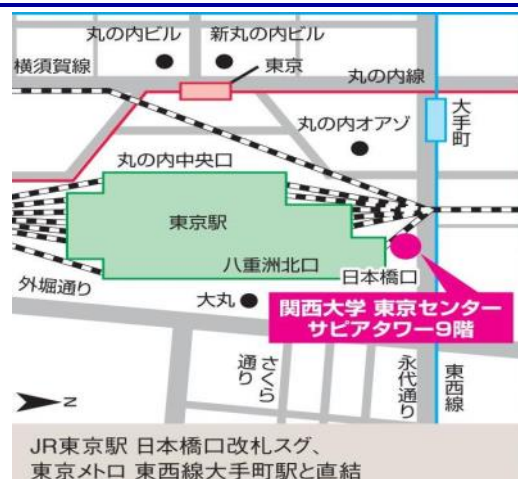 丸の内ビル
新丸の内ビル
横須賀線
東京
丸の内線
大手町
丸の内オアゾ
丸の内中央口
東京駅
八重洲北口
日本橋口
外堀通り
大丸
関西大学 東京センター
サピアタワー9階
さくら
通り
永代通り
東西線
N
JR東京駅 日本橋口改札スグ、
東京メトロ 東西線大手町駅と直結